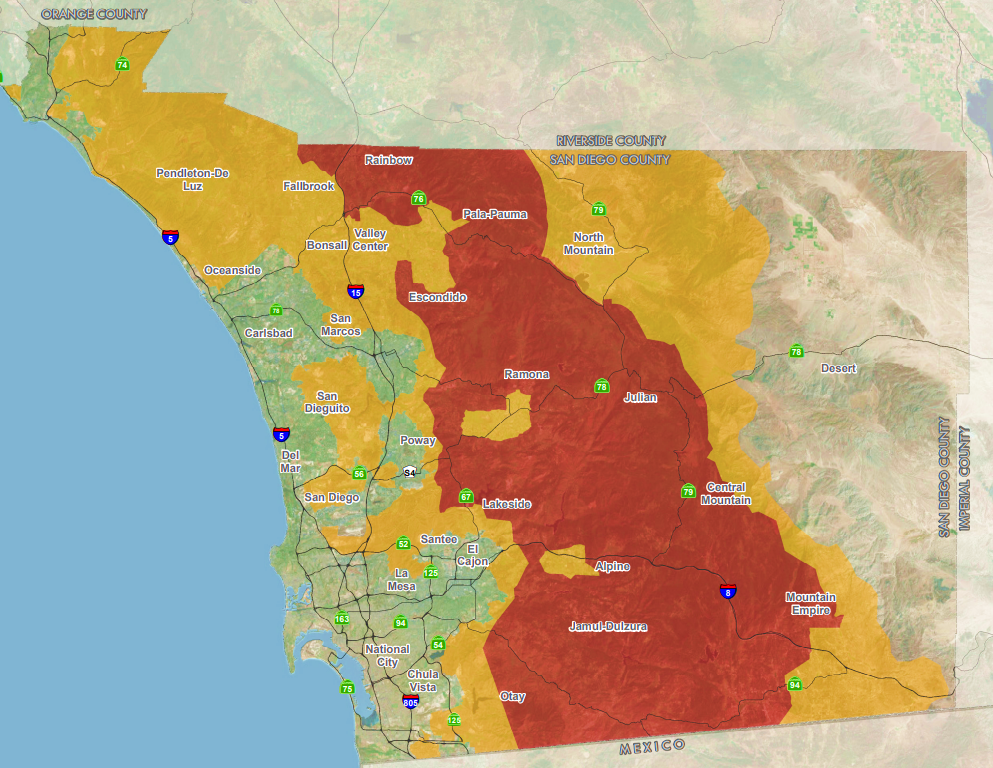 ORANGE COUNTY
74
RIVERSIDE COUNTY
SAN DIEGO COUNTY
Rainbow
Pendleton-De
Luz
Fallbrook
76
Pala-Pauma
79
5
Valley
Center
Bonsall
North
Mountain
Oceanside
15
Escondido
78
Carlsbad
San
Marcos
78
Desert
Ramona
78
Julian
San
Dieguito
5
Poway
Del
Mar
56
S4
San Diego
67
Lakeside
79
Central
Mountain
SAN DIEGO COUNTY
IMPERIAL COUNTY
52
Santee
El
Cajon
La
Mesa
125
Alpine
8
Mountain
Empire
163
94
Jamul-Dulzura
54
National
City
75
Chula
Vista
805
Otay
94
125
MEXICO